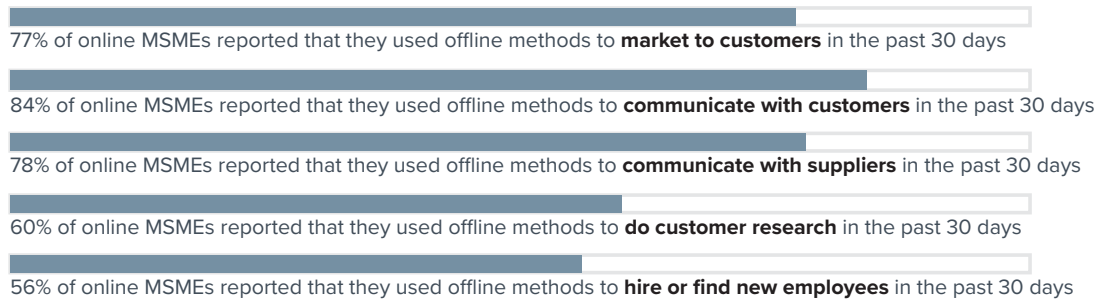 77% of online MSMEs reported that they used offline methods to market to customers in the past 30 days
84% of online MSMEs reported that they used offline methods to communicate with customers in the past 30 days
78% of online MSMEs reported that they used offline methods to communicate with suppliers in the past 30 days
60% of online MSMEs reported that they used offline methods to do customer research in the past 30 days
56% of online MSMEs reported that they used offline methods to hire or find new employees in the past 30 days